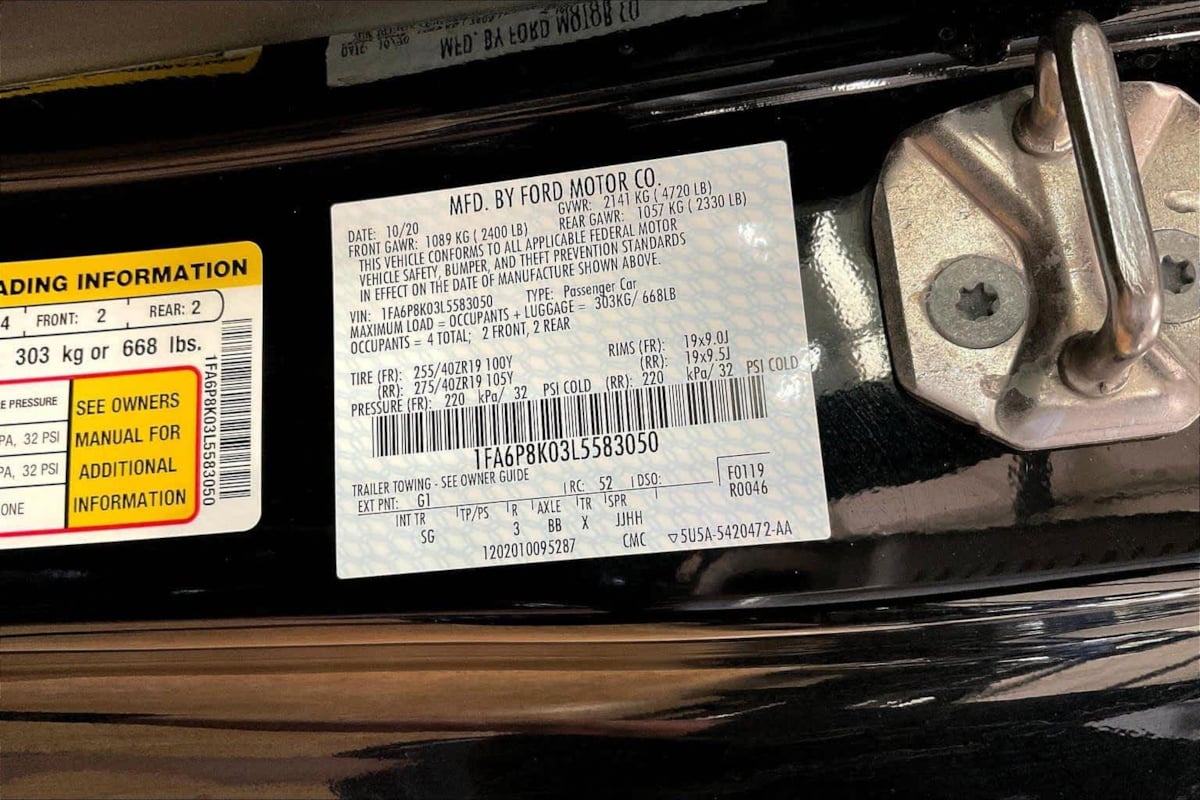 MFD. BY FORD MOTOR CO
ADING INFORMATION
4 FRONT: 2 REAR: 2
303 kg or 668 lbs.
E PRESSURE
PA, 32 PSI
PA, 32 PSI
ONE
SEE OWNERS
MANUAL FOR
ADDITIONAL
INFORMATION
1FA6P8K03L5583050
MFD. BY FORD MOTOR CO.
DATE: 10/20 GVWR: 2141 KG ( 4720 LB)
FRONT GAWR: 1089 KG ( 2400 LB) REAR GAWR: 1057 KG ( 2330 LB)
THIS VEHICLE CONFORMS TO ALL APPLICABLE FEDERAL MOTOR
VEHICLE SAFETY, BUMPER, AND THEFT PREVENTION STANDARDS
IN EFFECT ON THE DATE OF MANUFACTURE SHOWN ABOVE.
VIN: 1FA6P8K03L5583050 TYPE: Passenger Car
MAXIMUM LOAD = OCCUPANTS + LUGGAGE = 303KG/ 668LB
OCCUPANTS = 4 TOTAL; 2 FRONT, 2 REAR
TIRE (FR): 255/40ZR19 100Y RIMS (FR): 19x9.0J
(RR): 275/40ZR19 105Y (RR): 19x9.5J
PRESSURE (FR): 220 kPa/ 32 PSI COLD (RR): 220 kPa/ 32 PSI COLD
1FA6P8K03L5583050
TRAILER TOWING - SEE OWNER GUIDE
EXT PNT: G1 RC: 52 DSO:
F0119
R0046
INT TR TP/PS R AXLE TR SPR
SG 3 BB X JJHH
1202010095287 CMC ▽5U5A-5420472-AA